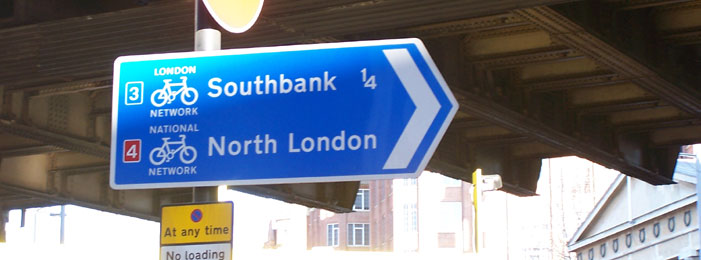 LONDON
3 Southbank 1/4
NETWORK
NATIONAL
4 North London
NETWORK
At any time
No loading